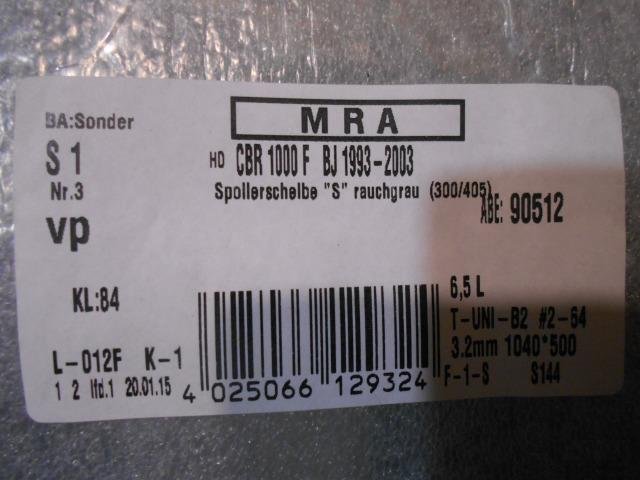 BA:Sonder
MRA
S 1
HD CBR 1000 F BJ 1993-2003
Nr.3
Spoilerscheibe "S" rauchgrau (300/405)
ABE: 90512
vp
KL:84
6,5 L
T-UNI-B2 #2-64
3.2mm 1040*500
L-012F K-1
F-1-S S144
1 2 lfd.1 20.01.15
4 025066 129324